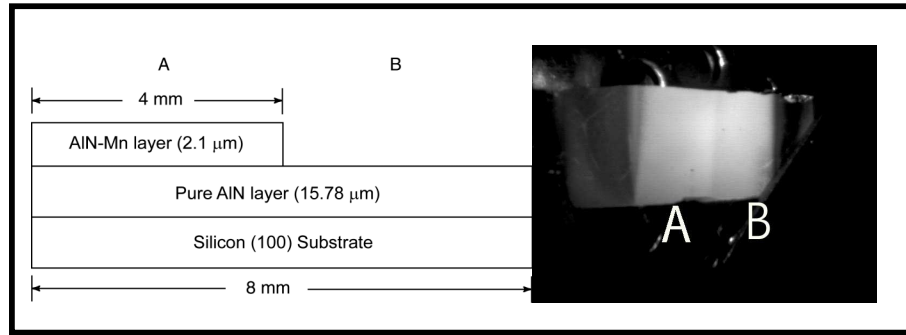 A
B
4 mm
AlN-Mn layer (2.1 μm)
Pure AlN layer (15.78 μm)
Silicon (100) Substrate
8 mm
A
B